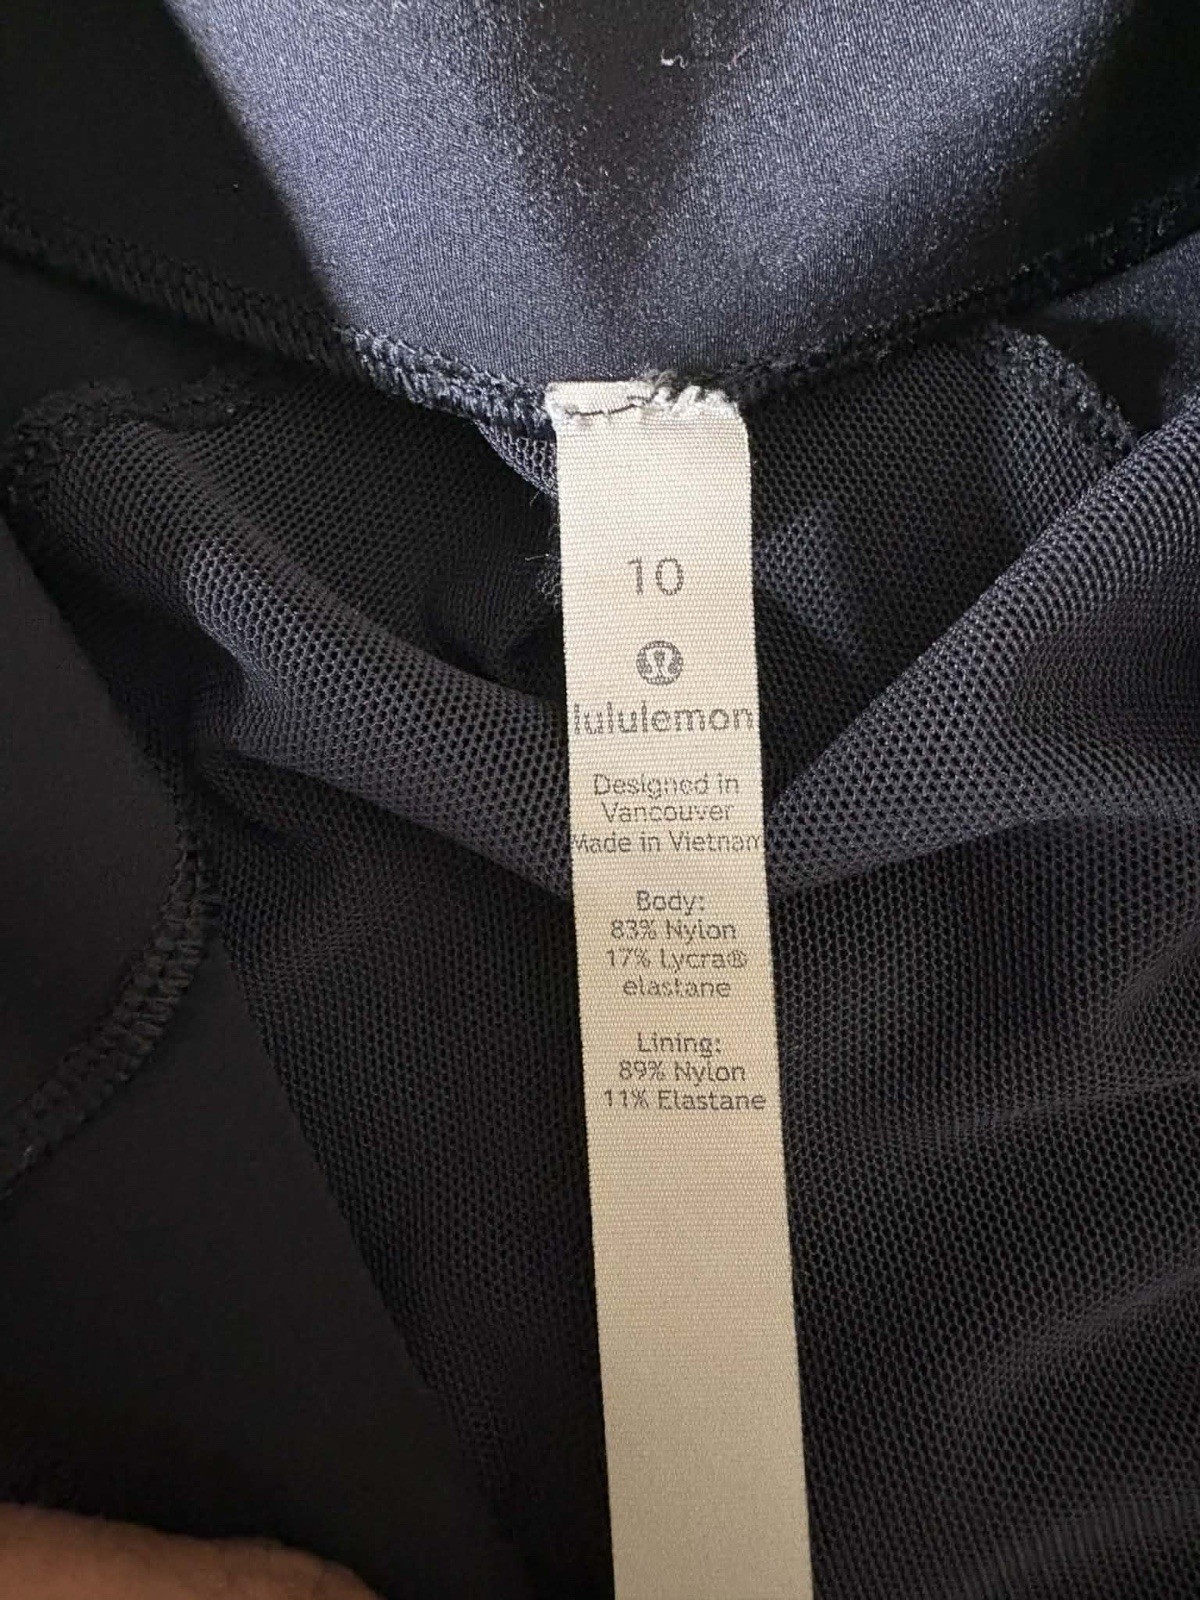 10
lululemon
Designed in
Vancouver
Made in Vietnam
Body:
83% Nylon
17% Lycra®
elastane
Lining:
89% Nylon
11% Elastane